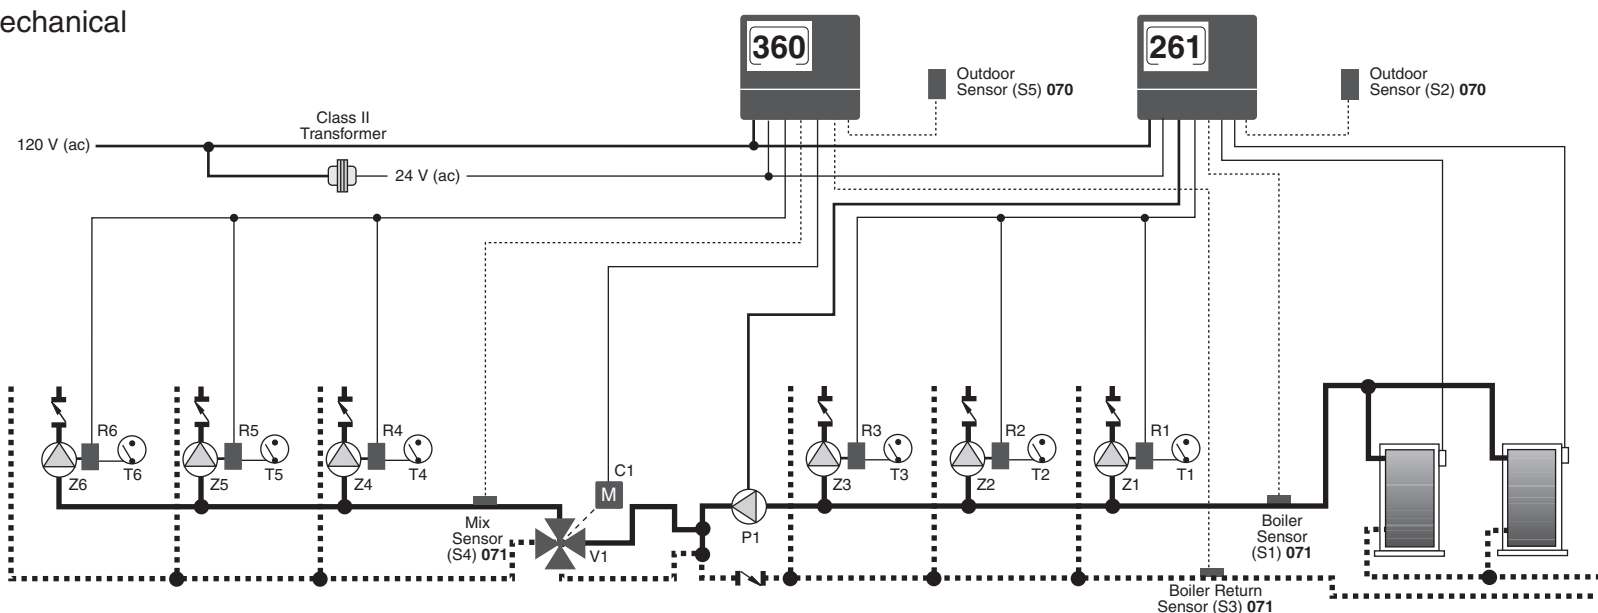 echanical
360
261
Outdoor
Sensor (S5) 070
Outdoor
Sensor (S2) 070
Class II
Transformer
120 V (ac)
24 V (ac)
R6
T6
Z6
R5
T5
Z5
R4
T4
Z4
Mix
Sensor
(S4) 071
C1
M
V1
P1
R3
T3
Z3
R2
T2
Z2
R1
T1
Z1
Boiler
Sensor
(S1) 071
Boiler Return
Sensor (S3) 071